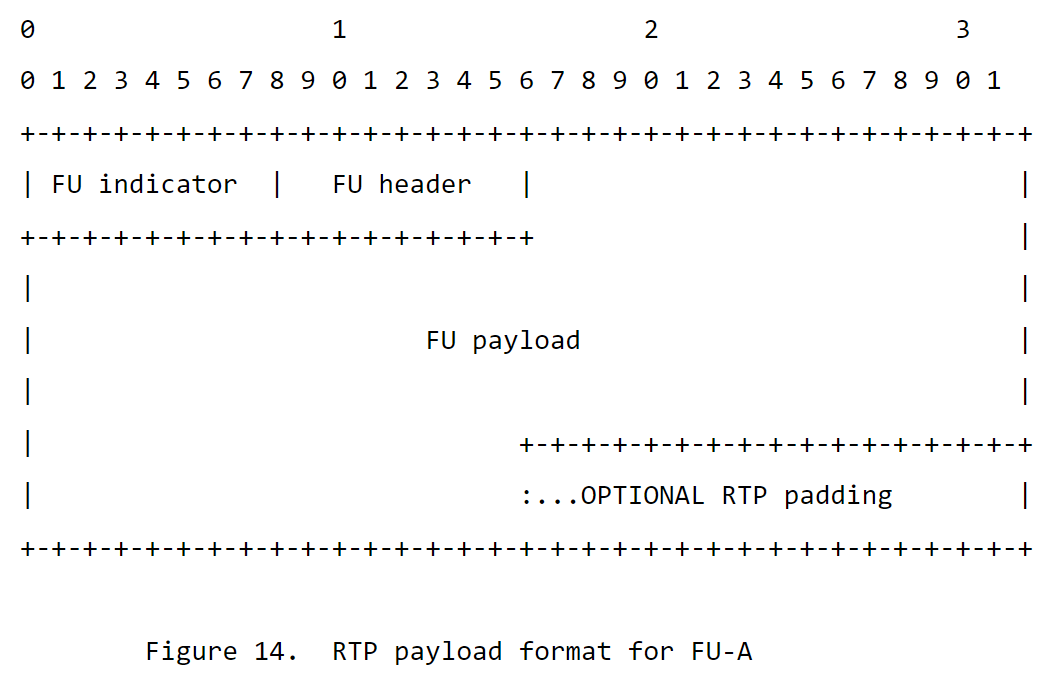 0                   1                   2                   3
0 1 2 3 4 5 6 7 8 9 0 1 2 3 4 5 6 7 8 9 0 1 2 3 4 5 6 7 8 9 0 1
+-+-+-+-+-+-+-+-+-+-+-+-+-+-+-+-+-+-+-+-+-+-+-+-+-+-+-+-+-+-+-+-+
| FU indicator  |   FU header   |                               |
+-+-+-+-+-+-+-+-+-+-+-+-+-+-+-+-+                               |
|                                                               |
|                         FU payload                            |
|                                                               |
|                               +-+-+-+-+-+-+-+-+-+-+-+-+-+-+-+-+
|                               :...OPTIONAL RTP padding        |
+-+-+-+-+-+-+-+-+-+-+-+-+-+-+-+-+-+-+-+-+-+-+-+-+-+-+-+-+-+-+-+-+
Figure 14.  RTP payload format for FU-A